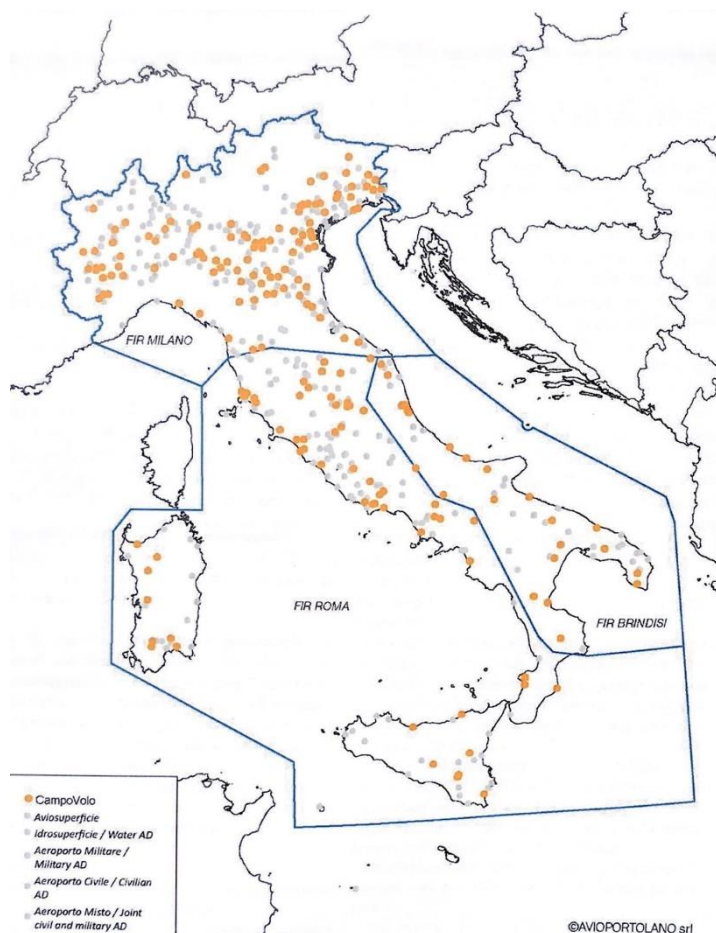 FIR MILANO
FIR ROMA
FIR BRINDISI
CampoVolo
Aviosuperficie
Idrosuperficie / Water AD
Aeroporto Militare /
Military AD
Aeroporto Civile / Civilian
AD
Aeroporto Misto / Joint
civil and military AD
©AVIOPORTOLANO srl